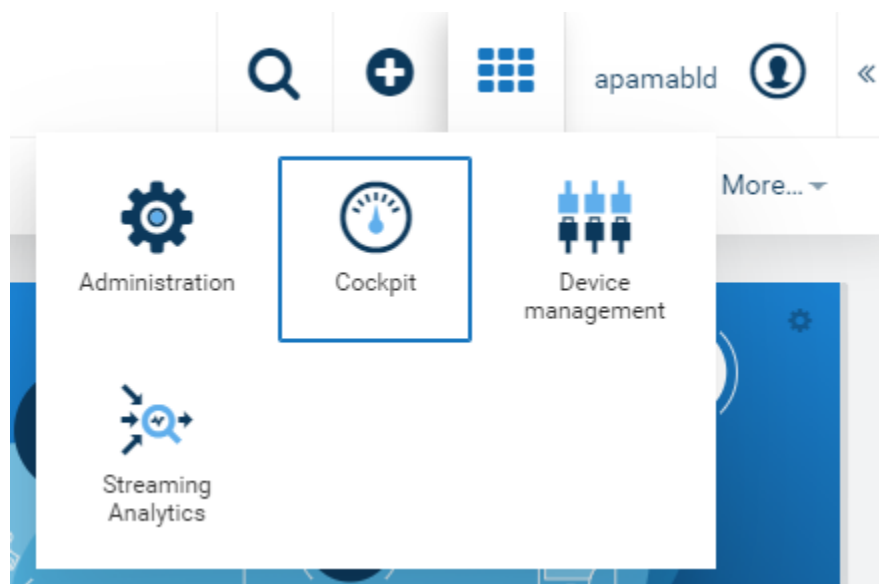 apamabld
«
More...
Administration
Cockpit
Device
management
Streaming
Analytics